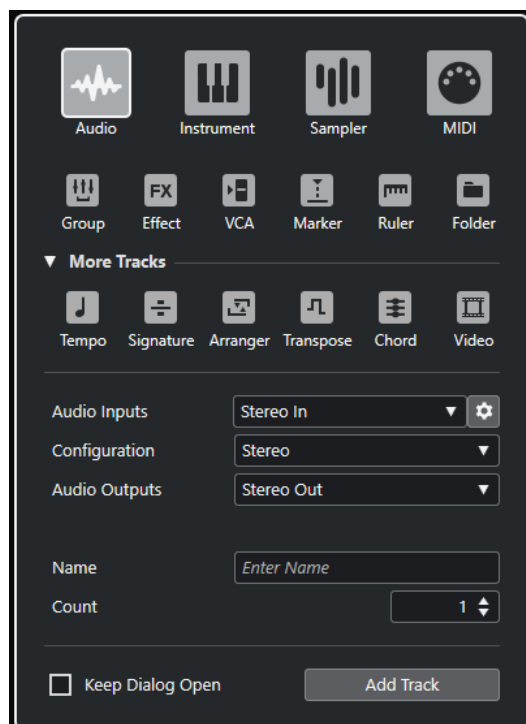 Audio Instrument Sampler MIDI
FX
Group Effect VCA Marker Ruler Folder
More Tracks
Tempo Signature Arranger Transpose Chord Video
Audio Inputs Stereo In
Configuration Stereo
Audio Outputs Stereo Out
Name Enter Name
Count 1
Keep Dialog Open Add Track